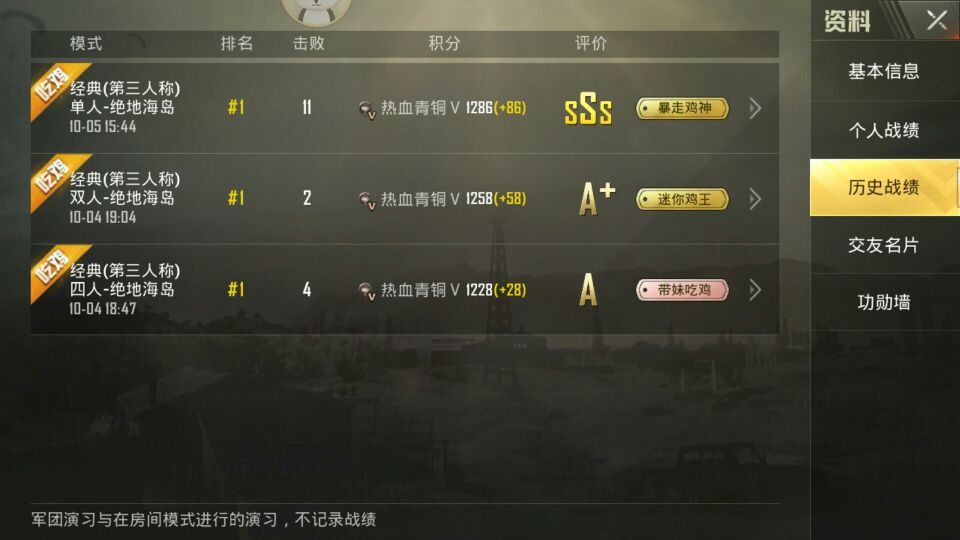 资料
模式 排名 击败 积分 评价
吃鸡
经典(第三人称)
单人-绝地海岛 #1 11 热血青铜 V 1286(+86) sSs 暴走鸡神
10-05 15:44
吃鸡
经典(第三人称)
双人-绝地海岛 #1 2 热血青铜 V 1258(+58) A+ 迷你鸡王
10-04 19:04
吃鸡
经典(第三人称)
四人-绝地海岛 #1 4 热血青铜 V 1228(+28) A 带妹吃鸡
10-04 18:47
军团演习与在房间模式进行的演习，不记录战绩
基本信息
个人战绩
历史战绩
交友名片
功勋墙